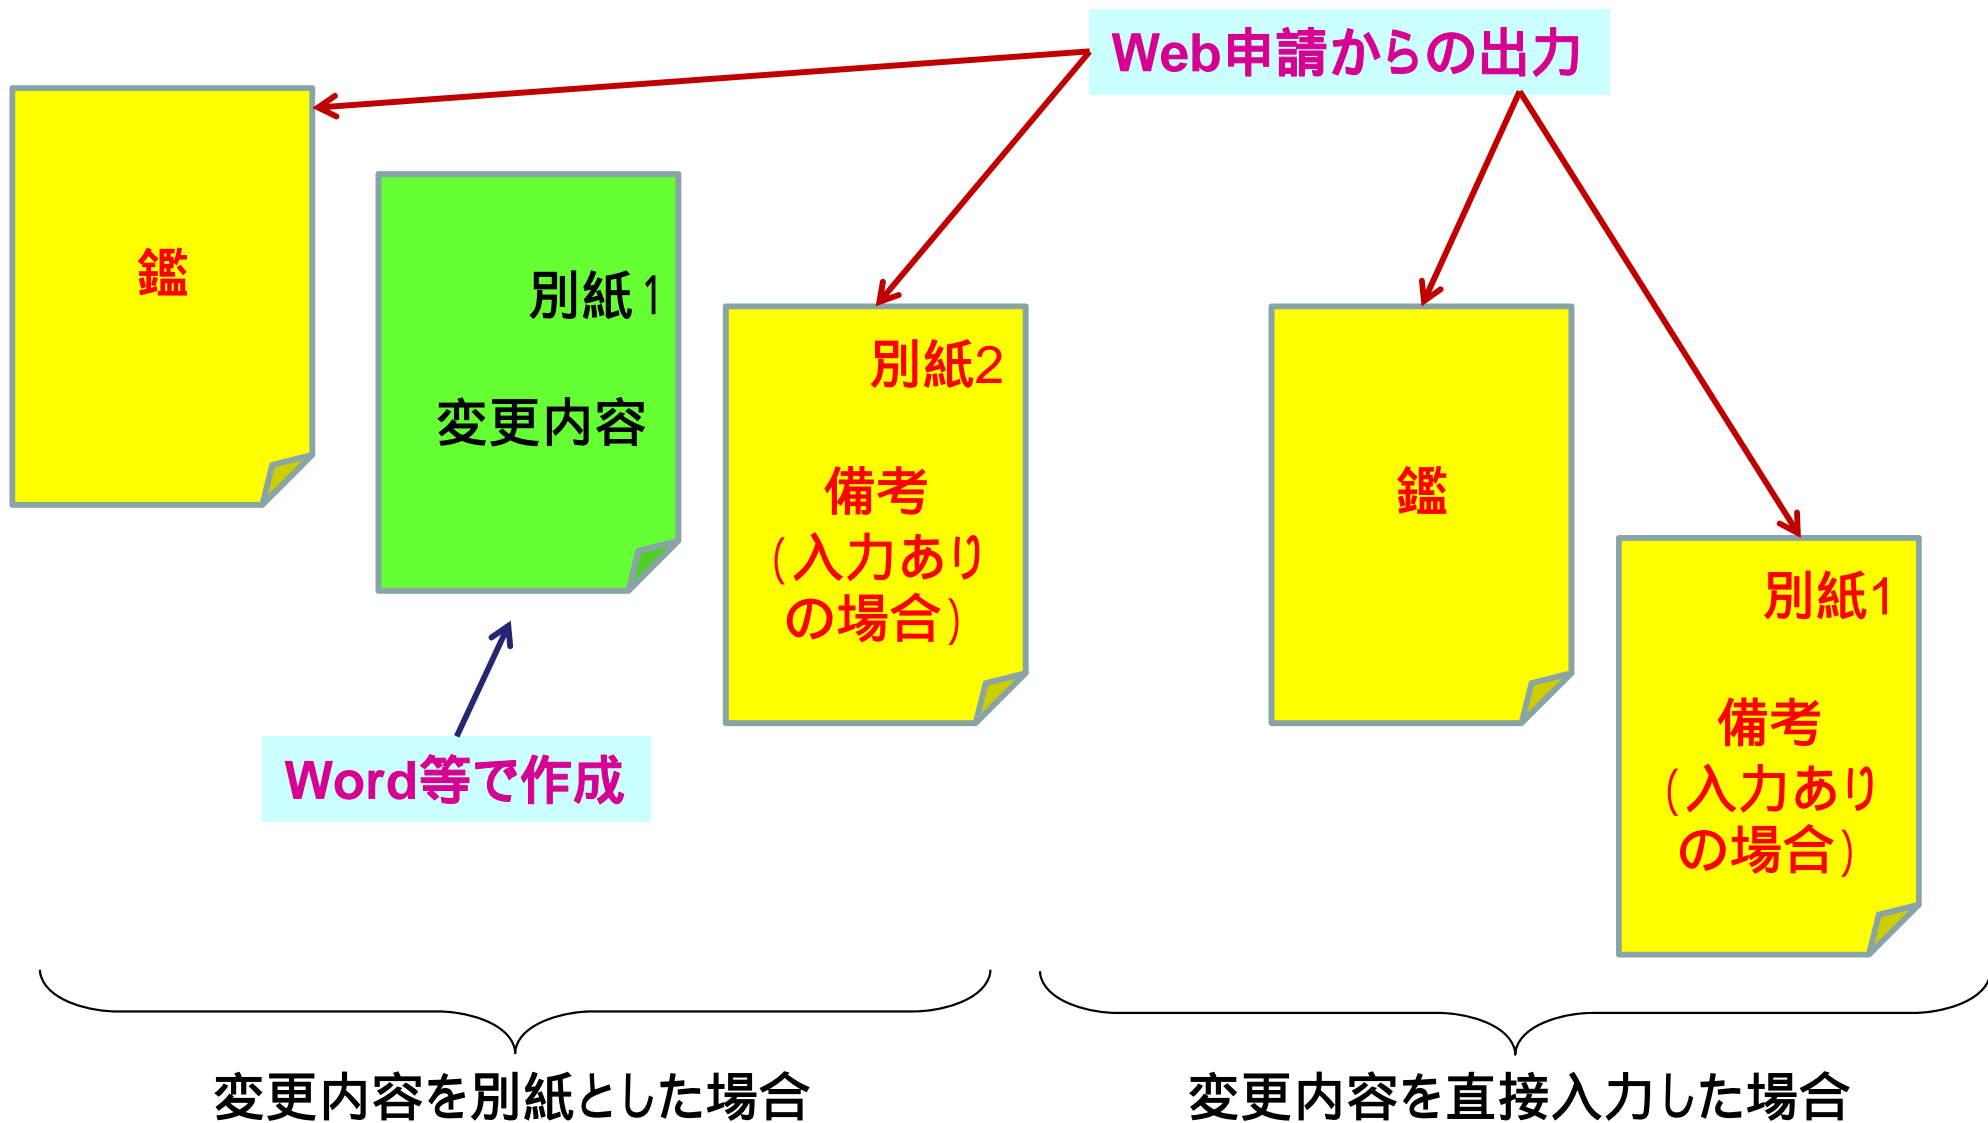 Web申請からの出力
鑑
別紙1
変更内容
別紙2
備考
(入力あり
の場合)
Word等で作成
鑑
別紙1
備考
(入力あり
の場合)
変更内容を別紙とした場合
変更内容を直接入力した場合